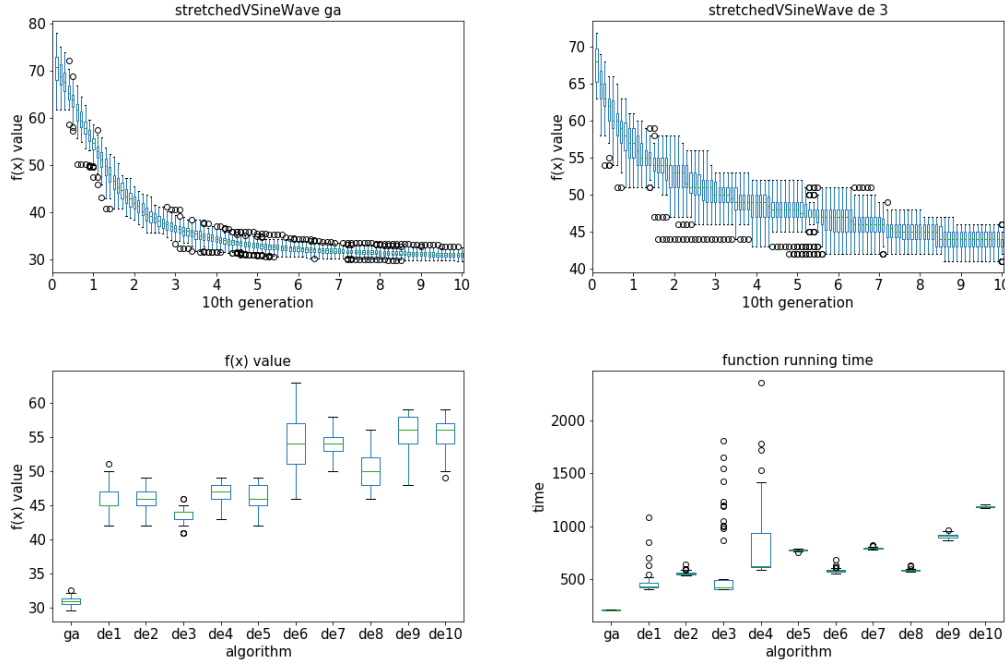 stretchedVSineWave ga
f(x) value
80
70
60
50
40
30
0 1 2 3 4 5 6 7 8 9 10
10th generation
stretchedVSineWave de 3
f(x) value
70
65
60
55
50
45
40
0 1 2 3 4 5 6 7 8 9 10
10th generation
f(x) value
f(x) value
60
55
50
45
40
35
30
ga de1 de2 de3 de4 de5 de6 de7 de8 de9 de10
algorithm
function running time
time
2000
1500
1000
500
ga de1 de2 de3 de4 de5 de6 de7 de8 de9 de10
algorithm